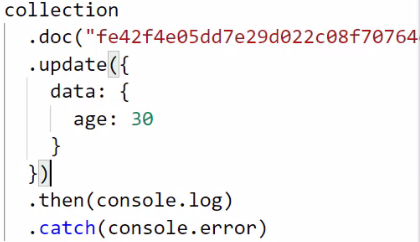 collection
.doc("fe42f4e05dd7e29d022c08f70764
.update({
data: {
age: 30
}
})
.then(console.log)
.catch(console.error)